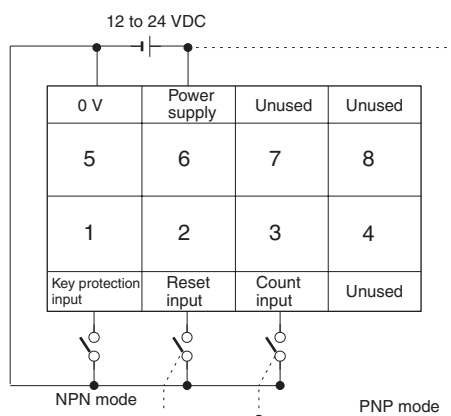 12 to 24 VDC
0 V
Power
supply
Unused
Unused
5
6
7
8
1
2
3
4
Key protection
input
Reset
input
Count
input
Unused
NPN mode
PNP mode